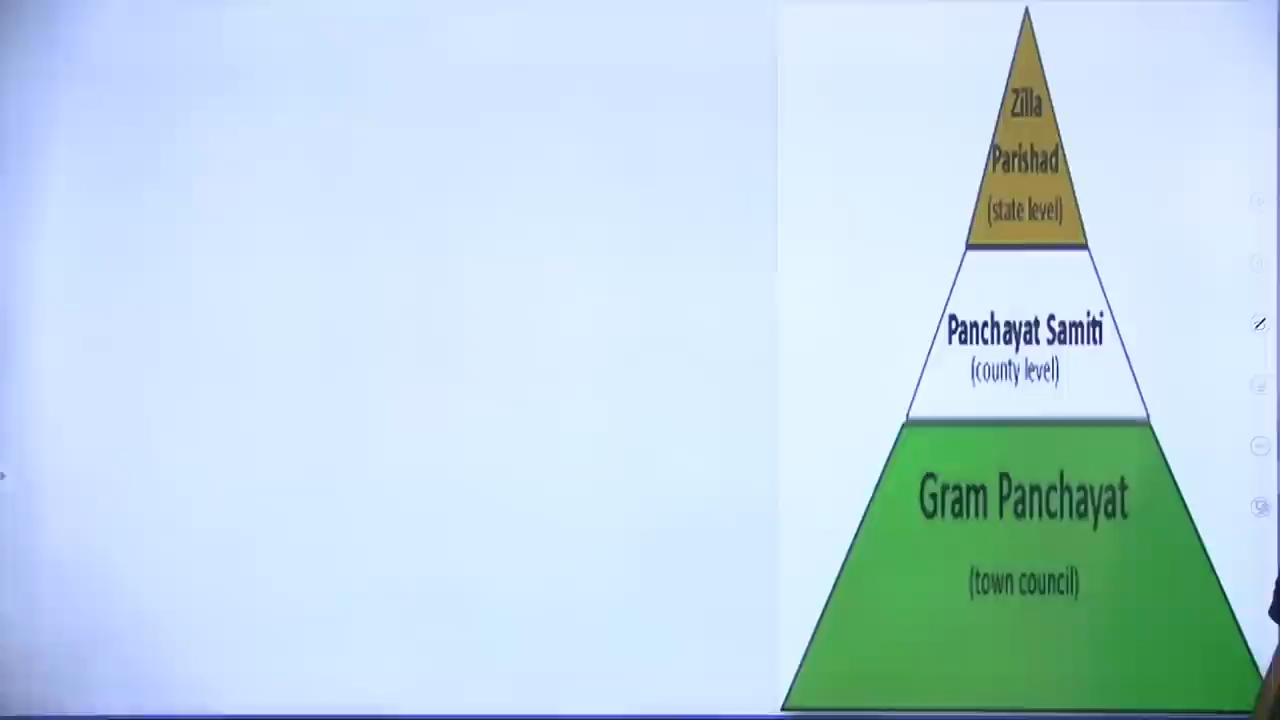 Zilla
Parishad
(state level)
Panchayat Samiti
(county level)
Gram Panchayat
(town council)